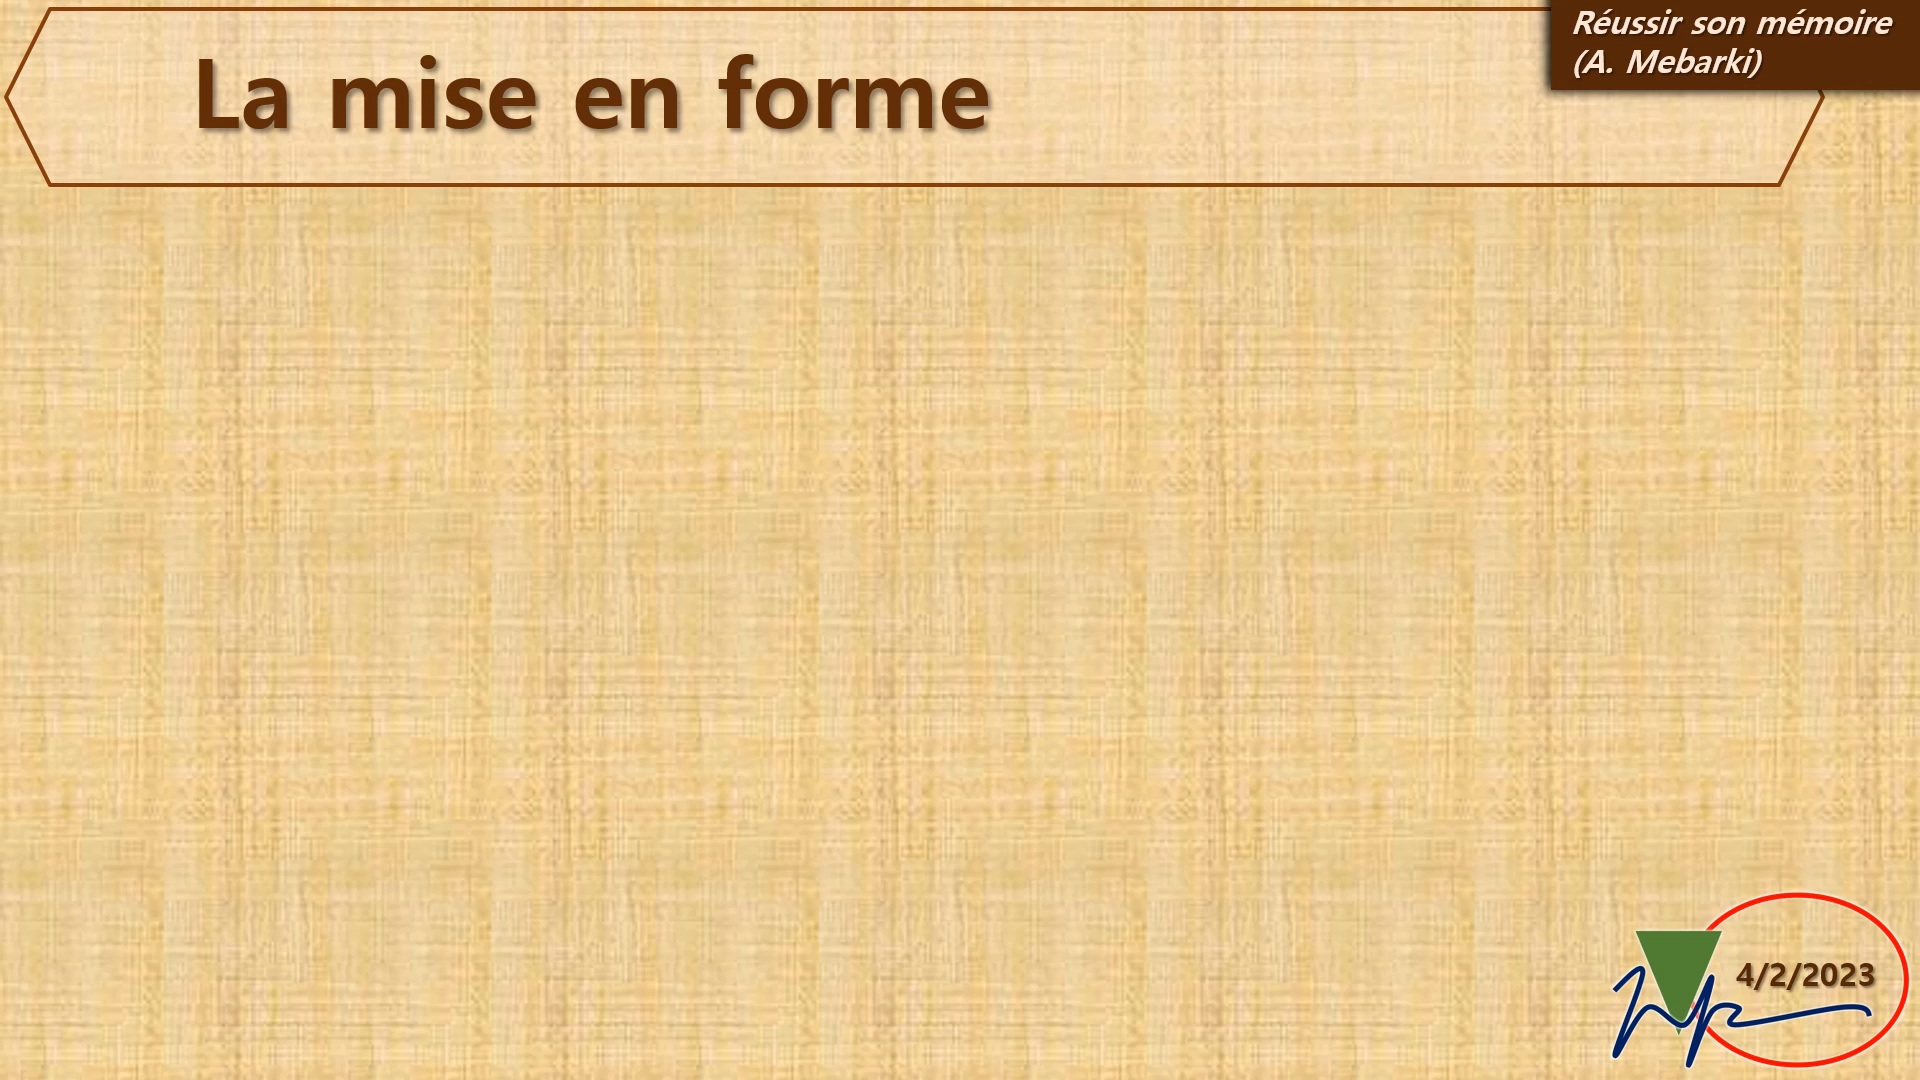 Réussir son mémoire
(A. Mebarki)
La mise en forme
4/2/2023